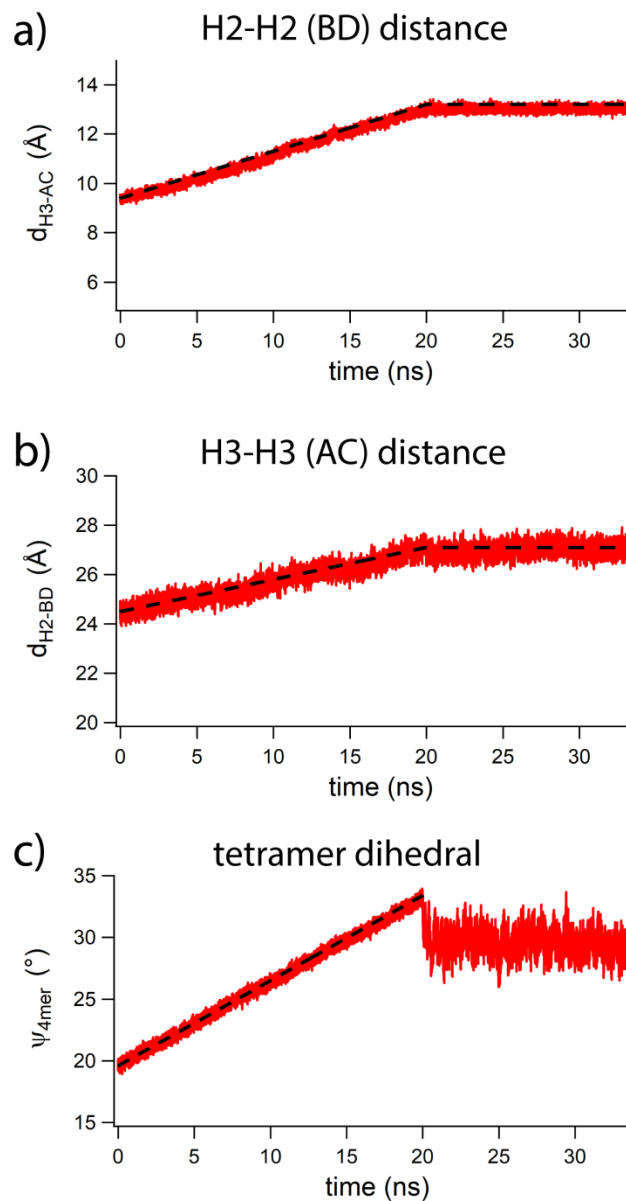 a)
H2-H2 (BD) distance
14
12
10
8
6
d_H3-AC (Å)
0 5 10 15 20 25 30
time (ns)
b)
H3-H3 (AC) distance
30
28
26
24
22
20
d_H2-BD (Å)
0 5 10 15 20 25 30
time (ns)
c)
tetramer dihedral
35
30
25
20
15
Ψ_4mer (°)
0 5 10 15 20 25 30
time (ns)